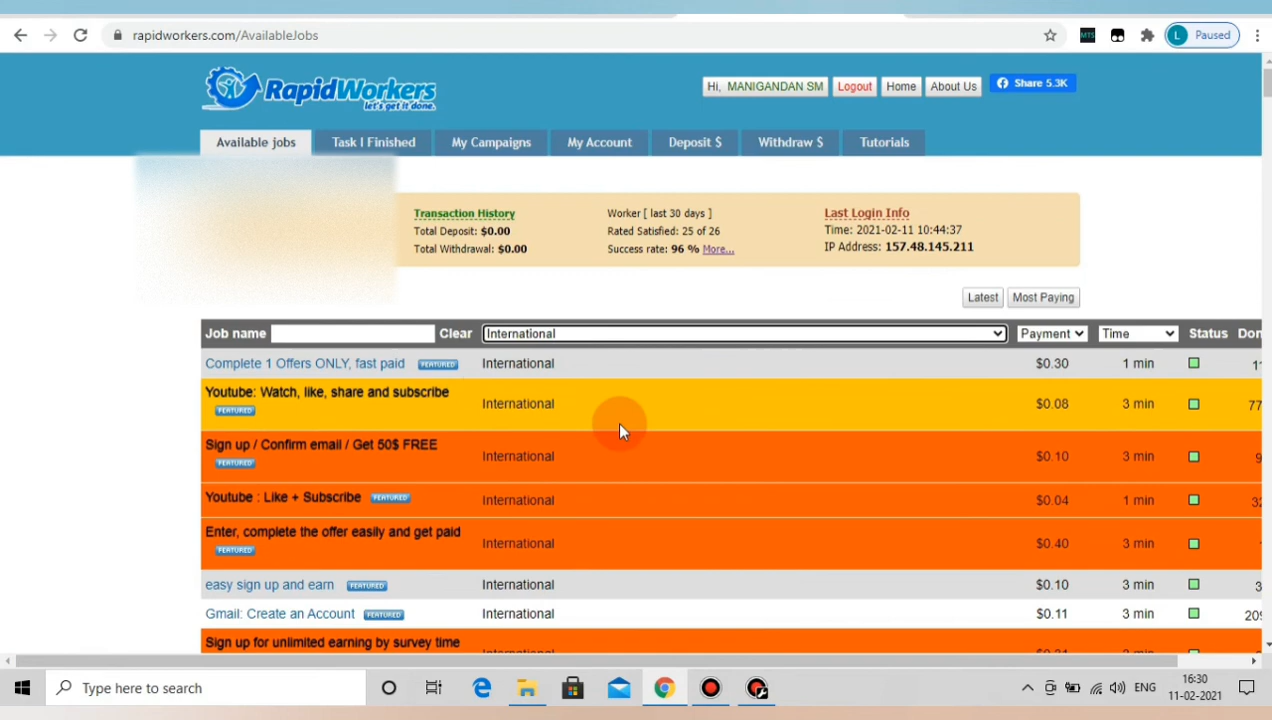 rapidworkers.com/AvailableJobs
MTS
L Paused
RapidWorkers
let's get it done.
Hi, MANIGANDAN SM Logout Home About Us Share 5.3K
Available jobs Task I Finished My Campaigns My Account Deposit $ Withdraw $ Tutorials
Transaction History Worker [ last 30 days ] Last Login Info
Total Deposit: $0.00 Rated Satisfied: 25 of 26 Time: 2021-02-11 10:44:37
Total Withdrawal: $0.00 Success rate: 96 % More... IP Address: 157.48.145.211
Latest Most Paying
Job name Clear International Payment Time Status Don
Complete 1 Offers ONLY, fast paid FEATURED International $0.30 1 min
Youtube: Watch, like, share and subscribe
FEATURED International $0.08 3 min 77
Sign up / Confirm email / Get 50$ FREE
FEATURED International $0.10 3 min 9
Youtube : Like + Subscribe FEATURED International $0.04 1 min 32
Enter, complete the offer easily and get paid
FEATURED International $0.40 3 min
easy sign up and earn FEATURED International $0.10 3 min 3
Gmail: Create an Account FEATURED International $0.11 3 min 209
Sign up for unlimited earning by survey time
Type here to search
ENG
16:30
11-02-2021